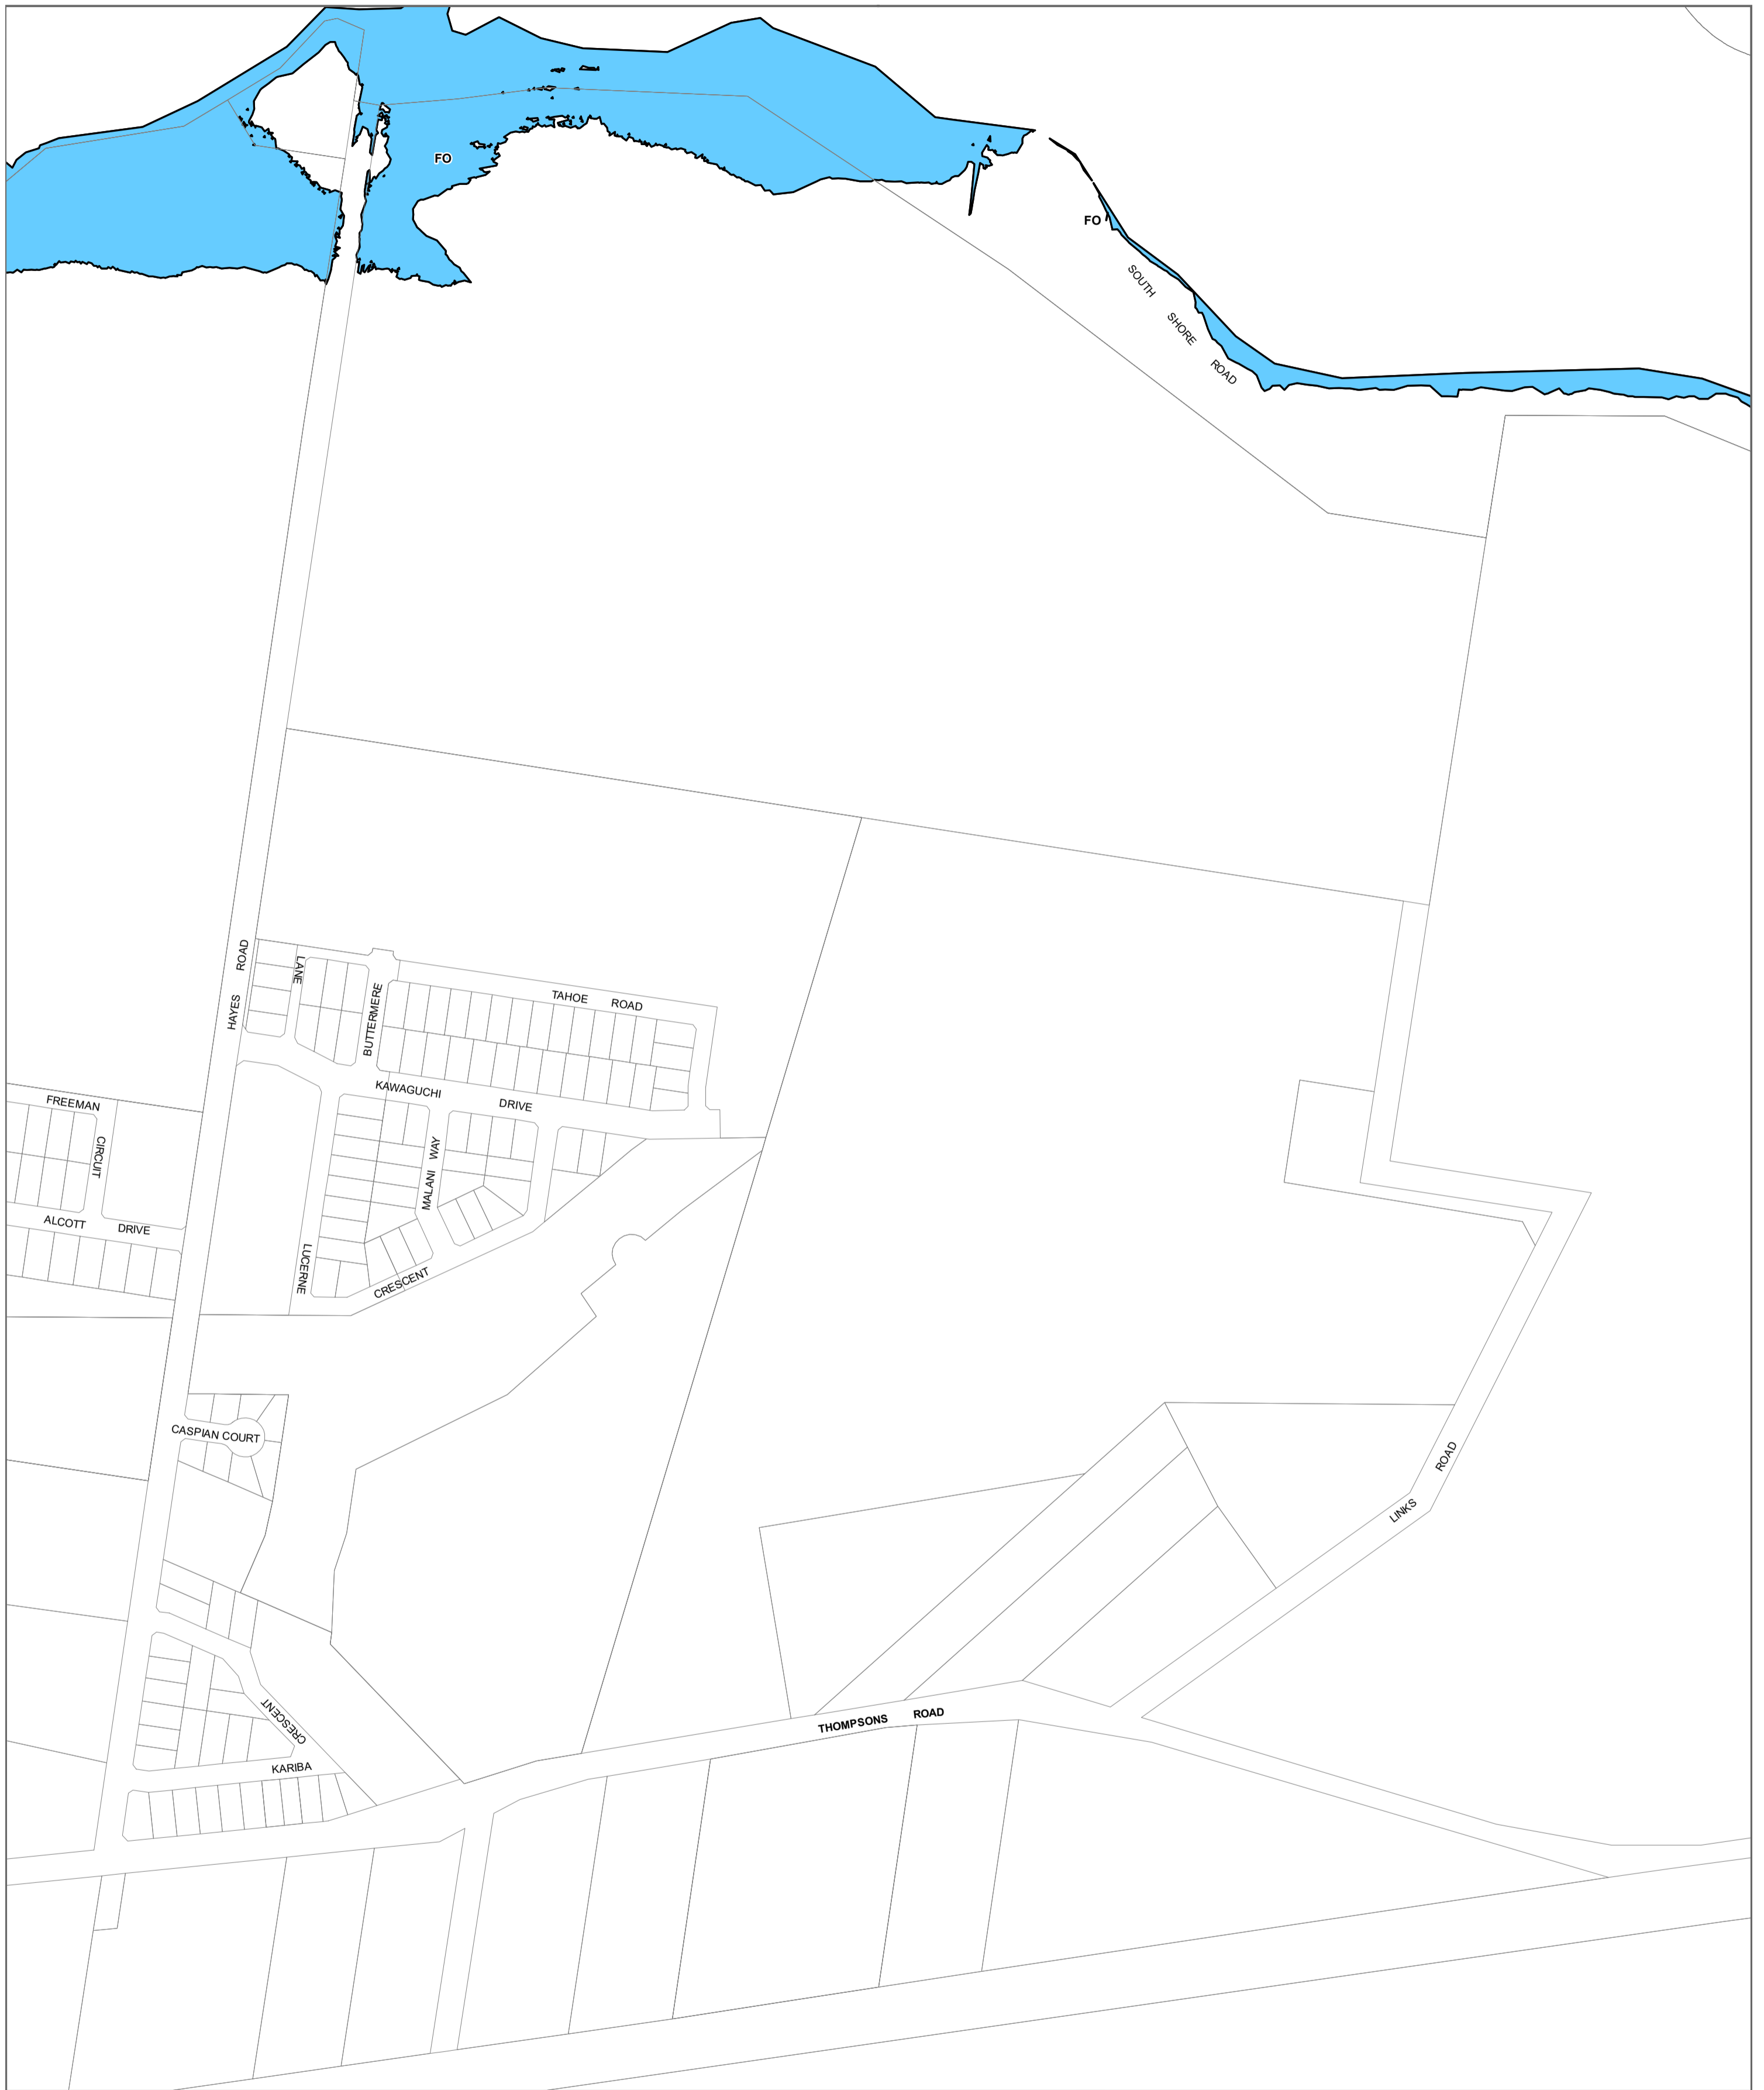 FO
FO
SOUTH SHORE ROAD
HAYES ROAD
LANE
BUTTERMERE
TAHOE ROAD
KAWAGUCHI DRIVE
FREEMAN
CIRCUIT
MALANI WAY
ALCOTT DRIVE
LUCERNE
CRESCENT
CASPIAN COURT
LINKS ROAD
CRESCENT
THOMPSONS ROAD
KARIBA